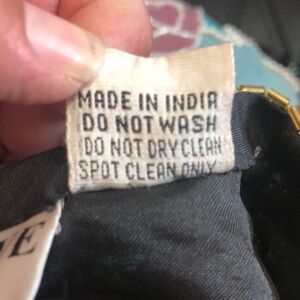 MADE IN INDIA
DO NOT WASH
DO NOT DRY CLEAN
SPOT CLEAN ONLY